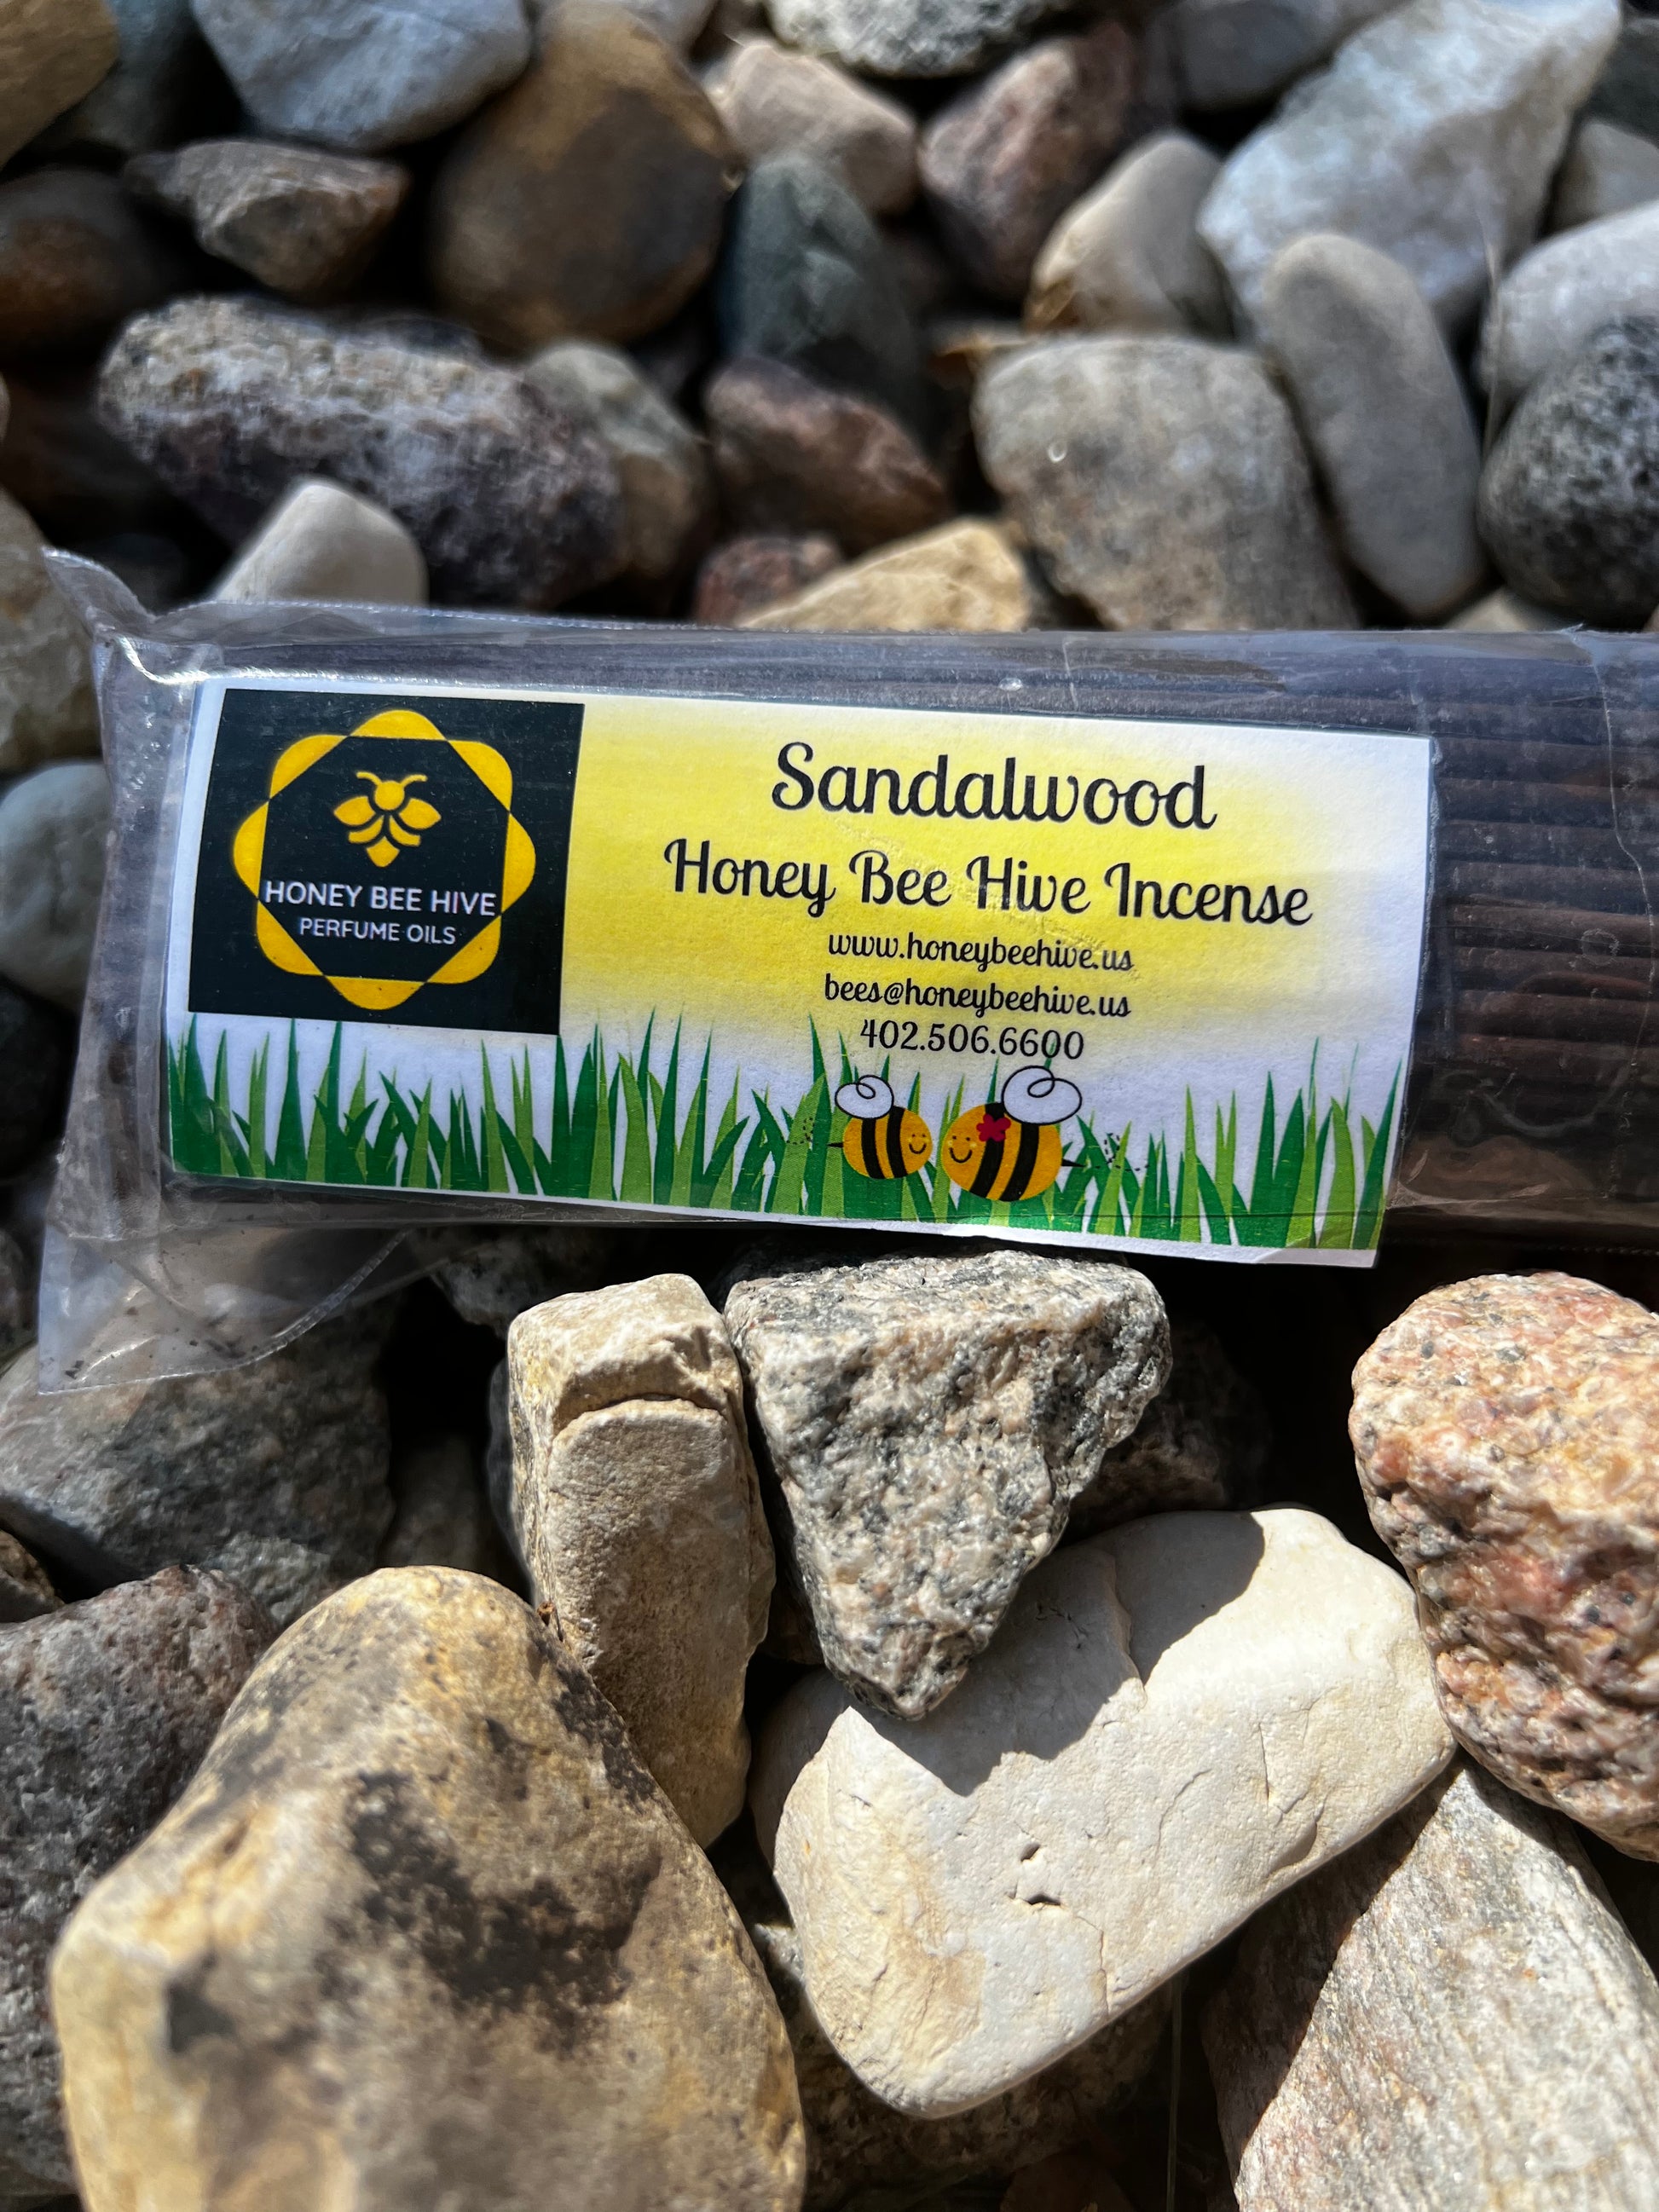 HONEY BEE HIVE
PERFUME OILS
Sandalwood
Honey Bee Hive Incense
www.honeybeehive.us
bees@honeybeehive.us
402.506.6600